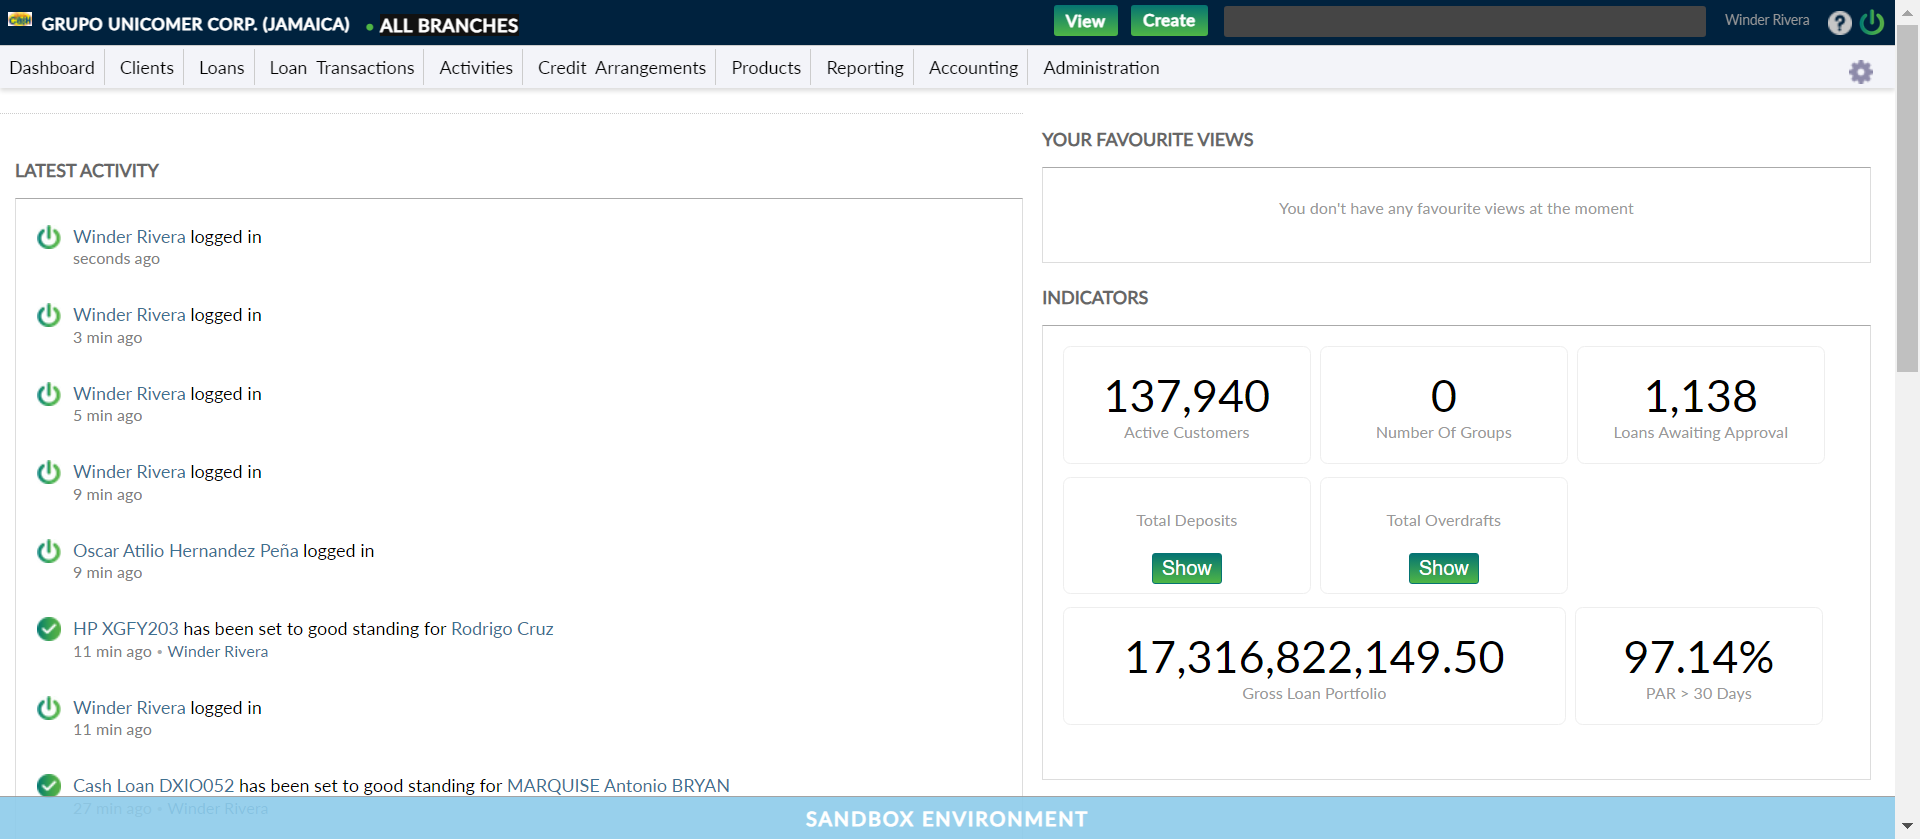 Cash GRUPO UNICOMER CORP. (JAMAICA) • ALL BRANCHES View Create Winder Rivera ?
Dashboard Clients Loans Loan Transactions Activities Credit Arrangements Products Reporting Accounting Administration
LATEST ACTIVITY
Winder Rivera logged in
seconds ago
Winder Rivera logged in
3 min ago
Winder Rivera logged in
5 min ago
Winder Rivera logged in
9 min ago
Oscar Atilio Hernandez Peña logged in
9 min ago
HP XGFY203 has been set to good standing for Rodrigo Cruz
11 min ago • Winder Rivera
Winder Rivera logged in
11 min ago
Cash Loan DXIO052 has been set to good standing for MARQUISE Antonio BRYAN
27 min ago • Winder Rivera
YOUR FAVOURITE VIEWS
You don't have any favourite views at the moment
INDICATORS
137,940
Active Customers
0
Number Of Groups
1,138
Loans Awaiting Approval
Total Deposits
Show
Total Overdrafts
Show
17,316,822,149.50
Gross Loan Portfolio
97.14%
PAR > 30 Days
SANDBOX ENVIRONMENT